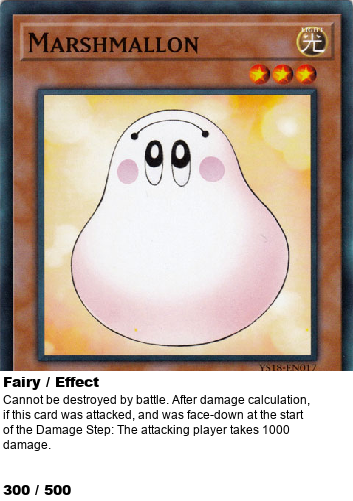 MARSHMALLON
LIGHT
光
YS18-EN017
Fairy / Effect
Cannot be destroyed by battle. After damage calculation,
if this card was attacked, and was face-down at the start
of the Damage Step: The attacking player takes 1000
damage.
300 / 500